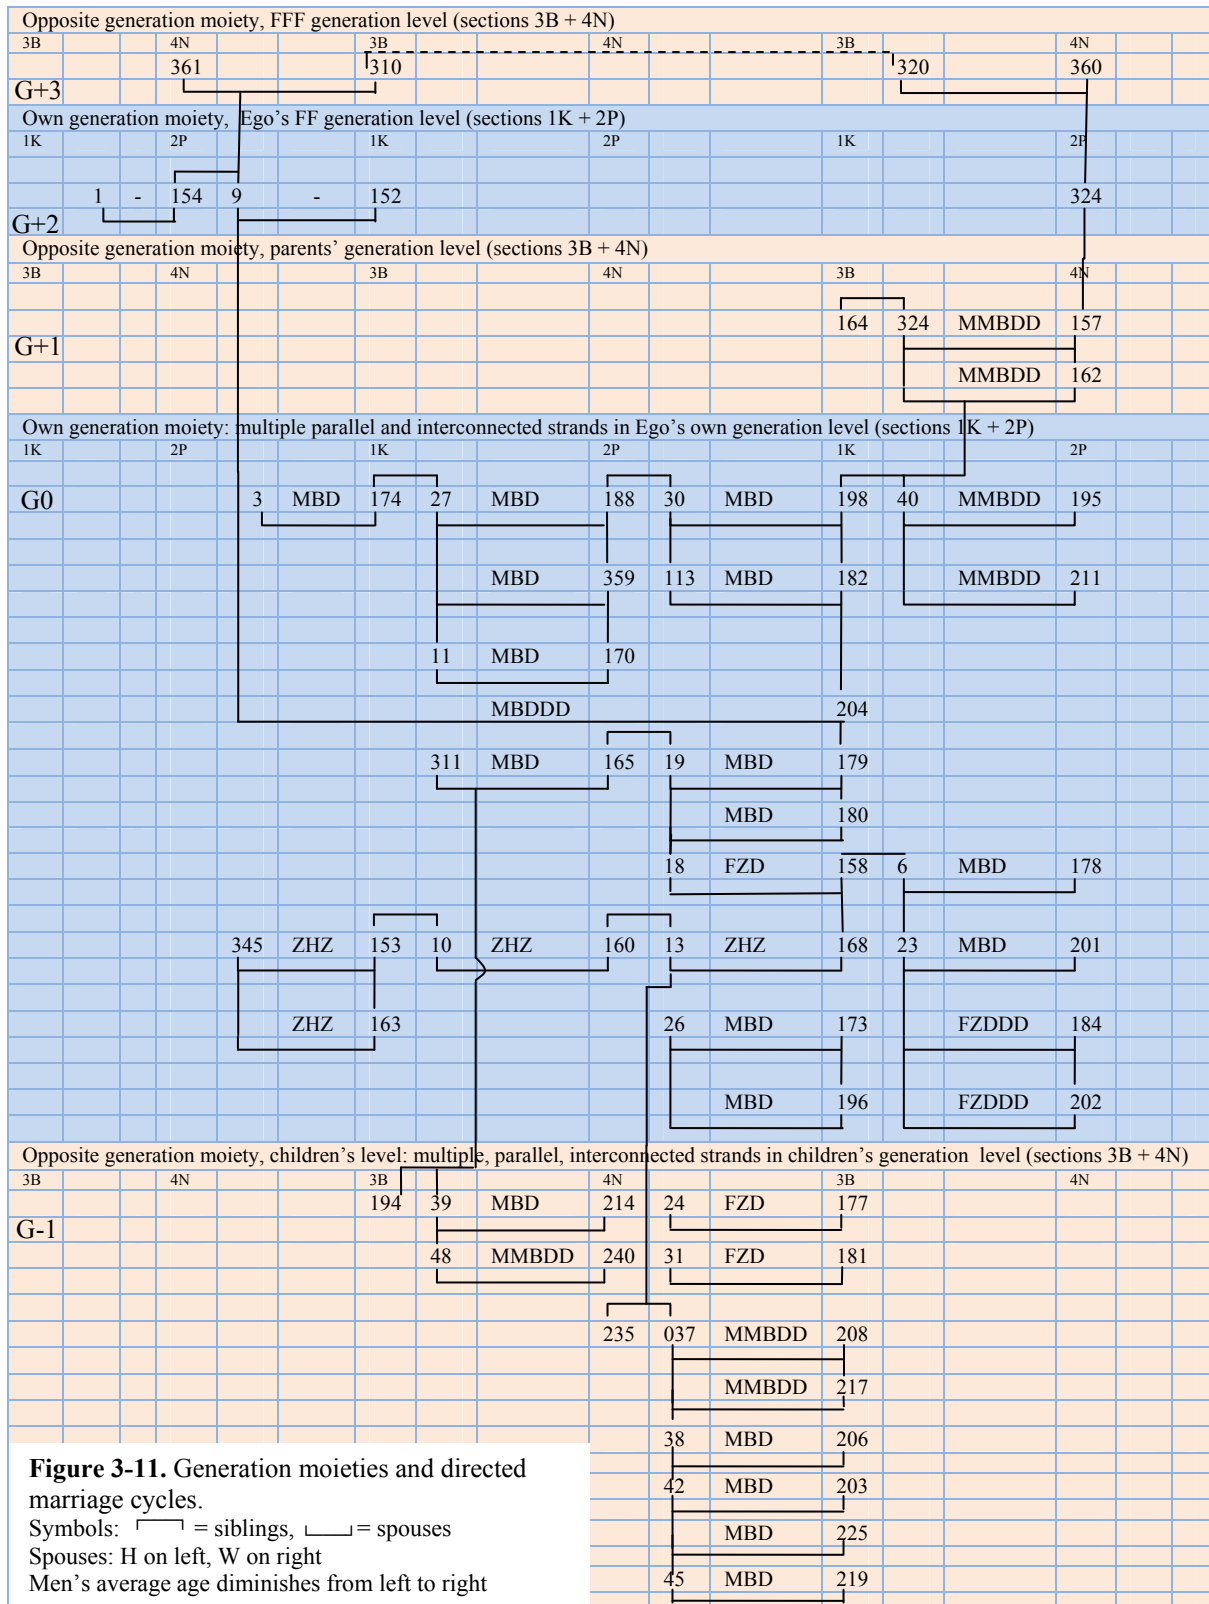 Opposite generation moiety, FFF generation level (sections 3B + 4N)
3B 4N 3B 4N 3B 4N
361 310 320 360
G+3
Own generation moiety, Ego's FF generation level (sections 1K + 2P)
1K 2P 1K 2P 1K 2P
1 - 154 9 - 152 324
G+2
Opposite generation moiety, parents' generation level (sections 3B + 4N)
3B 4N 3B 4N 3B 4N
164 324 MMBDD 157
G+1
MMBDD 162
Own generation moiety: multiple parallel and interconnected strands in Ego's own generation level (sections 1K + 2P)
1K 2P 1K 2P 1K 2P
G0 3 MBD 174 27 MBD 188 30 MBD 198 40 MMBDD 195
MBD 359 113 MBD 182 MMBDD 211
11 MBD 170
MBDDD 204
311 MBD 165 19 MBD 179
MBD 180
18 FZD 158 6 MBD 178
345 ZHZ 153 10 ZHZ 160 13 ZHZ 168 23 MBD 201
ZHZ 163 26 MBD 173 FZDDD 184
MBD 196 FZDDD 202
Opposite generation moiety, children's level: multiple, parallel, interconnected strands in children's generation level (sections 3B + 4N)
3B 4N 3B 4N 3B 4N
194 39 MBD 214 24 FZD 177
G-1
48 MMBDD 240 31 FZD 181
235 037 MMBDD 208
MMBDD 217
38 MBD 206
42 MBD 203
MBD 225
45 MBD 219
Figure 3-11. Generation moieties and directed
marriage cycles.
Symbols: = siblings, = spouses
Spouses: H on left, W on right
Men's average age diminishes from left to right